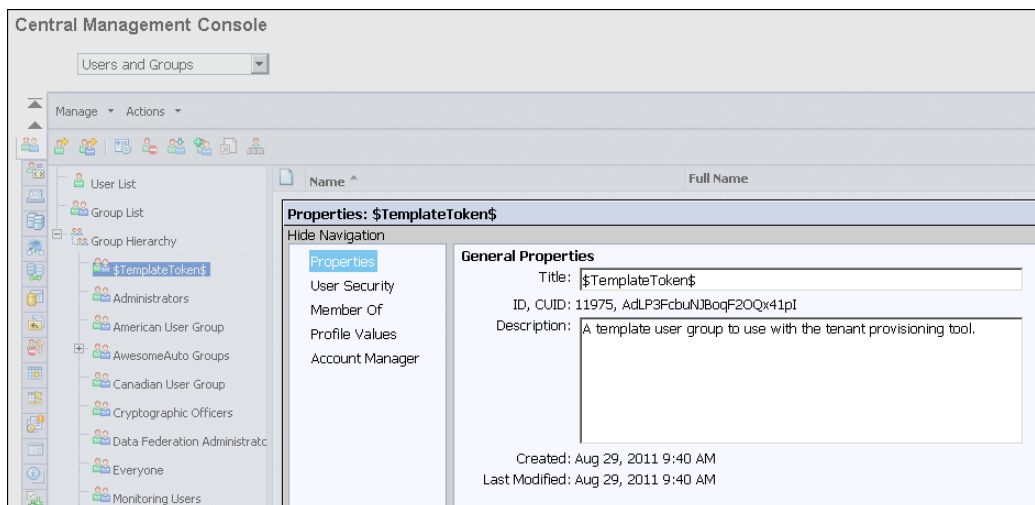 Central Management Console
Users and Groups
Manage Actions
Name Full Name
User List
Group List
Group Hierarchy
$TemplateToken$
Administrators
American User Group
AwesomeAuto Groups
Canadian User Group
Cryptographic Officers
Data Federation Administratc
Everyone
Monitoring Users
Properties: $TemplateToken$
Hide Navigation
Properties
User Security
Member Of
Profile Values
Account Manager
General Properties
Title: $TemplateToken$
ID, CUID: 11975, AdLP3FcbuNJBoqF2OQx41pI
Description: A template user group to use with the tenant provisioning tool.
Created: Aug 29, 2011 9:40 AM
Last Modified: Aug 29, 2011 9:40 AM